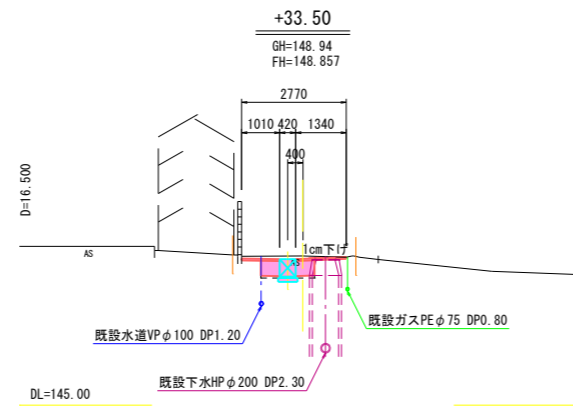 +33.50
GH=148.94
FH=148.857
2770
1010 420 1340
400
D=16.500
1cm下げ
AS
AS
既設ガスPEφ75 DP0.80
既設水道VPφ100 DP1.20
既設下水HPφ200 DP2.30
DL=145.00